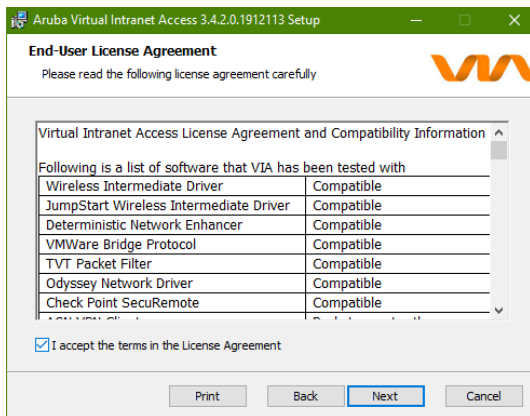 Aruba Virtual Intranet Access 3.4.2.0.1912113 Setup
End-User License Agreement
Please read the following license agreement carefully
VIA
Virtual Intranet Access License Agreement and Compatibility Information
Following is a list of software that VIA has been tested with
Wireless Intermediate Driver Compatible
JumpStart Wireless Intermediate Driver Compatible
Deterministic Network Enhancer Compatible
VMWare Bridge Protocol Compatible
TVT Packet Filter Compatible
Odyssey Network Driver Compatible
Check Point SecuRemote Compatible
I accept the terms in the License Agreement
Print Back Next Cancel